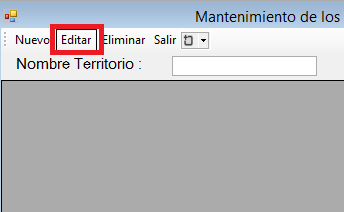 Mantenimiento de los
Nuevo Editar Eliminar Salir
Nombre Territorio :